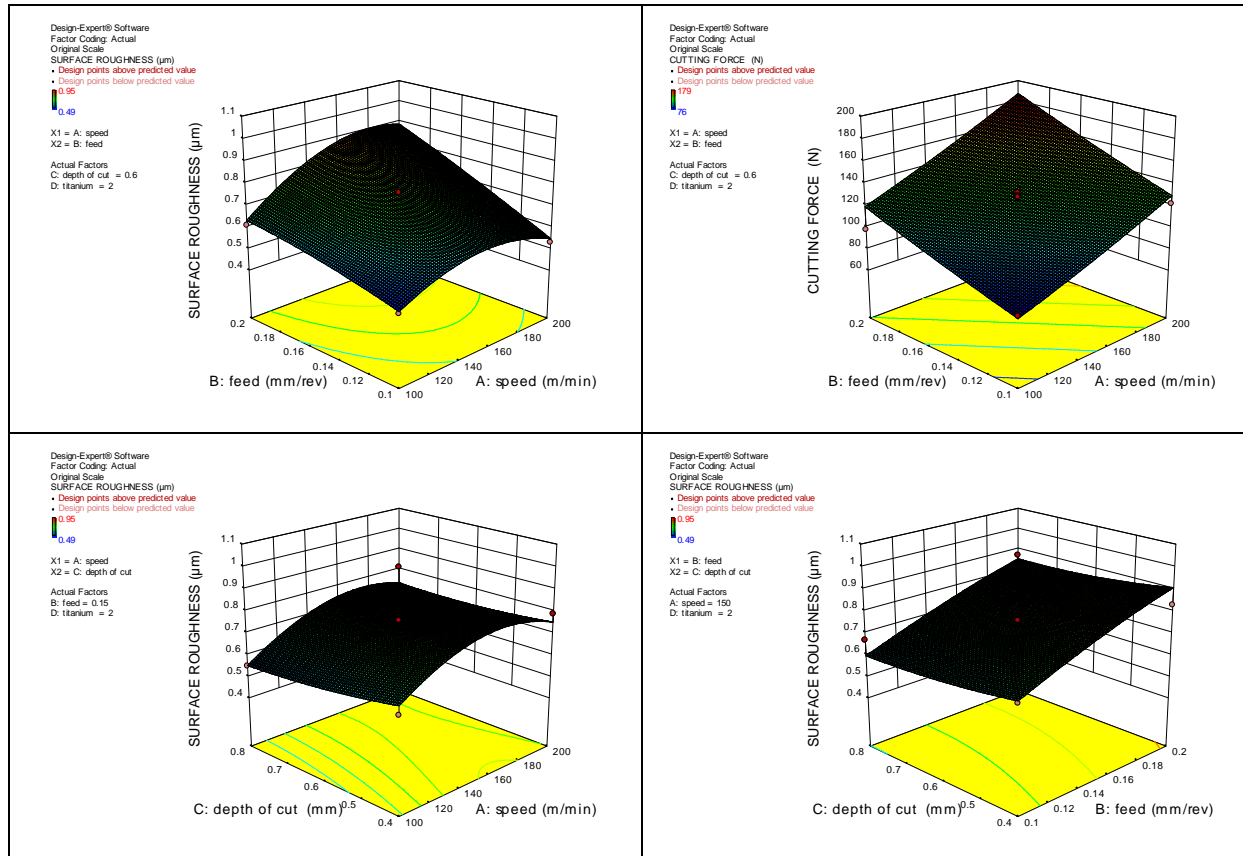 Design-Expert® Software
Factor Coding: Actual
Original Scale
SURFACE ROUGHNESS (µm)
Design points above predicted value
Design points below predicted value
0.95
0.49
X1 = A: speed
X2 = B: feed
Actual Factors
C: depth of cut = 0.6
D: titanium = 2
SURFACE ROUGHNESS (µm)
1.1
1
0.9
0.8
0.7
0.6
0.5
0.4
0.2
0.18
0.16
0.14
0.12
0.1
B: feed (mm/rev)
100
120
140
160
180
200
A: speed (m/min)
Design-Expert® Software
Factor Coding: Actual
Original Scale
CUTTING FORCE (N)
Design points above predicted value
Design points below predicted value
179
76
X1 = A: speed
X2 = B: feed
Actual Factors
C: depth of cut = 0.6
D: titanium = 2
CUTTING FORCE (N)
200
180
160
140
120
100
80
60
0.2
0.18
0.16
0.14
0.12
0.1
B: feed (mm/rev)
100
120
140
160
180
200
A: speed (m/min)
Design-Expert® Software
Factor Coding: Actual
Original Scale
SURFACE ROUGHNESS (µm)
Design points above predicted value
Design points below predicted value
0.95
0.49
X1 = A: speed
X2 = C: depth of cut
Actual Factors
B: feed = 0.15
D: titanium = 2
SURFACE ROUGHNESS (µm)
1.1
1
0.9
0.8
0.7
0.6
0.5
0.4
0.8
0.7
0.6
0.5
0.4
C: depth of cut (mm)
100
120
140
160
180
200
A: speed (m/min)
Design-Expert® Software
Factor Coding: Actual
Original Scale
SURFACE ROUGHNESS (µm)
Design points above predicted value
Design points below predicted value
0.95
0.49
X1 = B: feed
X2 = C: depth of cut
Actual Factors
A: speed = 150
D: titanium = 2
SURFACE ROUGHNESS (µm)
1.1
1
0.9
0.8
0.7
0.6
0.5
0.4
0.8
0.7
0.6
0.5
0.4
C: depth of cut (mm)
0.1
0.12
0.14
0.16
0.18
0.2
B: feed (mm/rev)